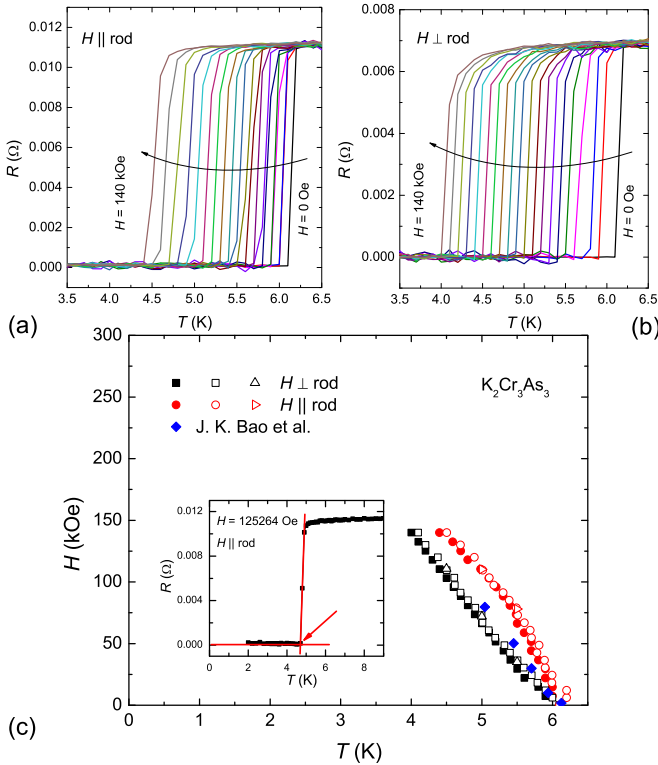 H || rod
R (Ω)
0.012
0.010
0.008
0.006
0.004
0.002
0.000
H = 140 kOe
H = 0 Oe
3.5 4.0 4.5 5.0 5.5 6.0 6.5
T (K)
(a)
H ⊥ rod
R (Ω)
0.008
0.006
0.004
0.002
0.000
H = 140 kOe
H = 0 Oe
3.5 4.0 4.5 5.0 5.5 6.0 6.5
T (K)
(b)
H (kOe)
300
250
200
150
100
50
0
H ⊥ rod
H || rod
J. K. Bao et al.
K₂Cr₃As₃
H = 125264 Oe
H || rod
R (Ω)
0.012
0.008
0.004
0.000
0 2 4 6 8
T (K)
0 1 2 3 4 5 6
T (K)
(c)